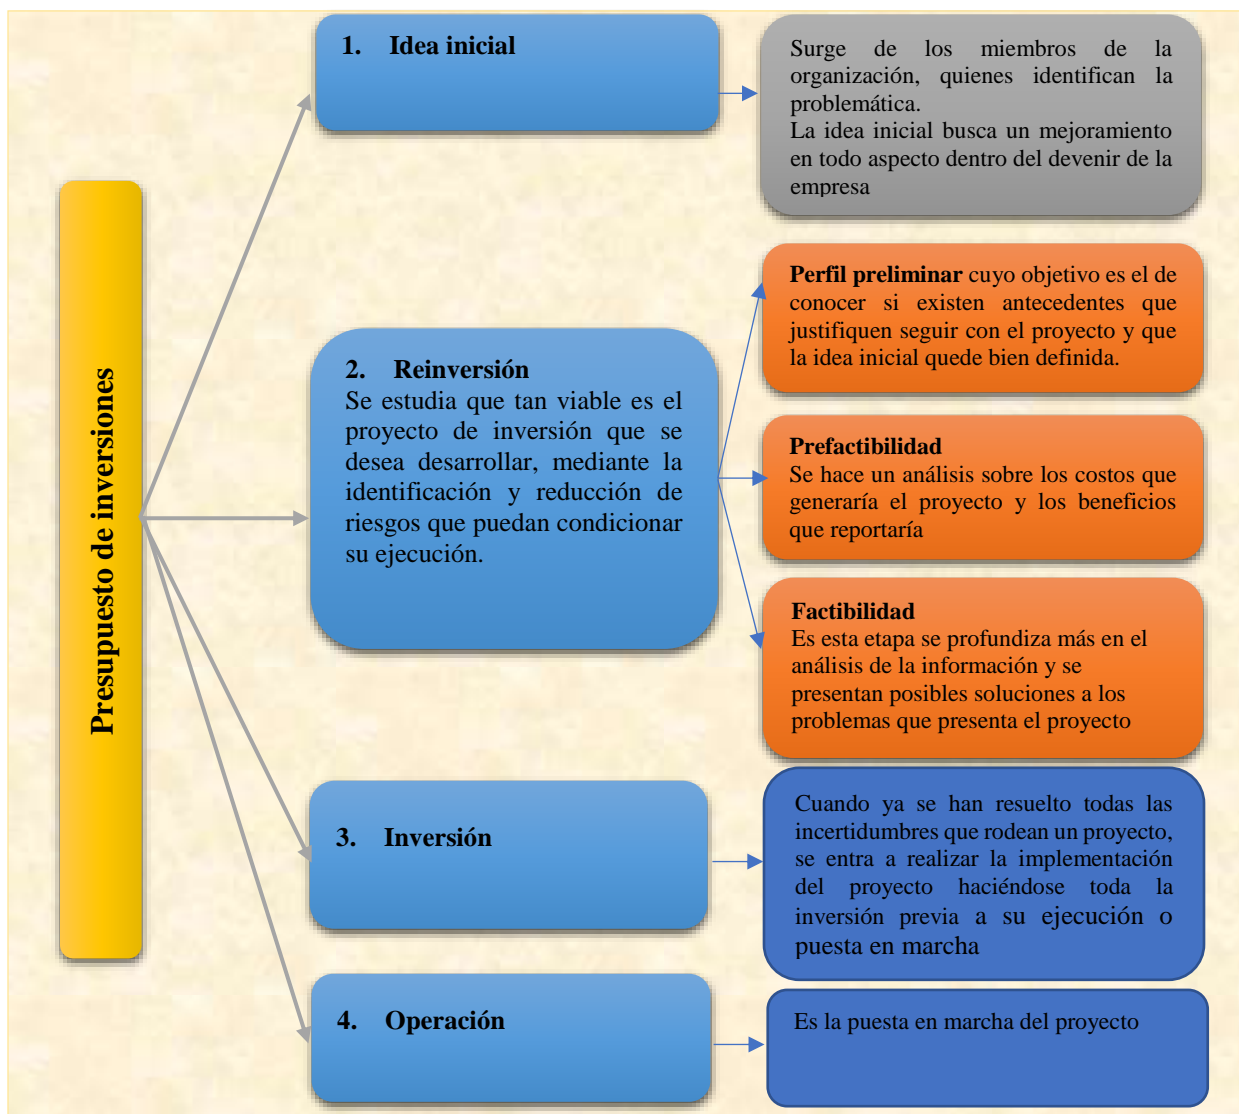 Presupuesto de inversiones
1. Idea inicial
Surge de los miembros de la
organización, quienes identifican la
problemática.
La idea inicial busca un mejoramiento
en todo aspecto dentro del devenir de la
empresa
2. Reinversión
Se estudia que tan viable es el
proyecto de inversión que se
desea desarrollar, mediante la
identificación y reducción de
riesgos que puedan condicionar
su ejecución.
Perfil preliminar cuyo objetivo es el de
conocer si existen antecedentes que
justifiquen seguir con el proyecto y que
la idea inicial quede bien definida.
Prefactibilidad
Se hace un análisis sobre los costos que
generaría el proyecto y los beneficios
que reportaría
Factibilidad
Es esta etapa se profundiza más en el
análisis de la información y se
presentan posibles soluciones a los
problemas que presenta el proyecto
3. Inversión
Cuando ya se han resuelto todas las
incertidumbres que rodean un proyecto,
se entra a realizar la implementación
del proyecto haciéndose toda la
inversión previa a su ejecución o
puesta en marcha
4. Operación
Es la puesta en marcha del proyecto